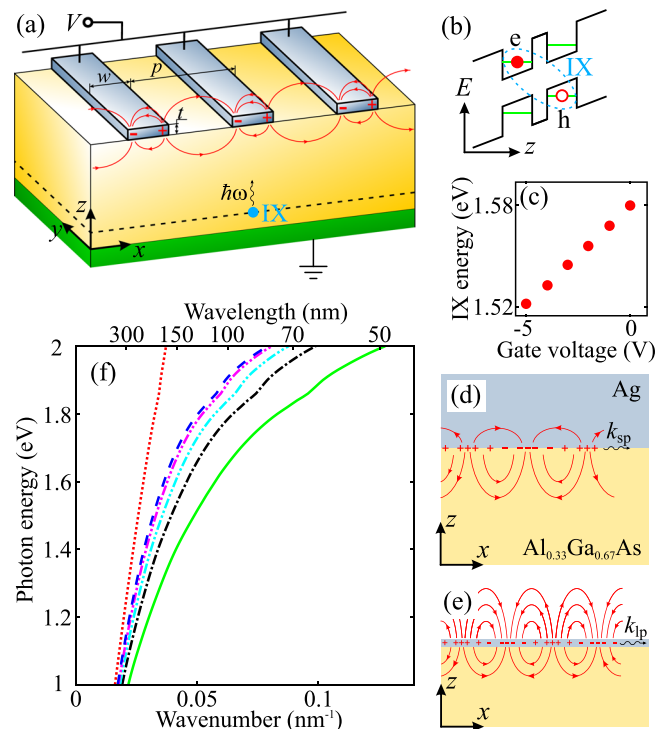 (a)
V
w
p
t
ħω
IX
z
y
x
(b)
e
IX
h
E
z
(c)
IX energy (eV)
1.58
1.52
-5
0
Gate voltage (V)
(d)
Ag
k_sp
z
x
Al0.33Ga0.67As
(e)
k_lp
z
x
Wavelength (nm)
300 150 100 70 50
(f)
Photon energy (eV)
2
1.8
1.6
1.4
1.2
1
0 0.05 0.1
Wavenumber (nm-1)